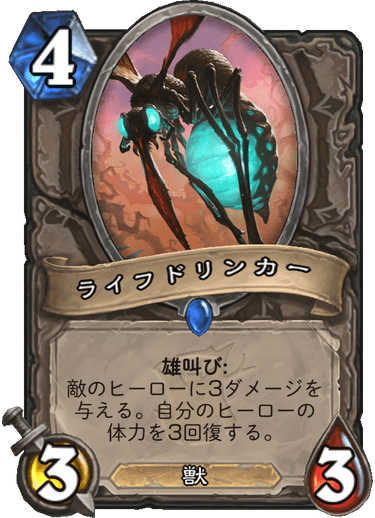 4
ライフドリンカー
雄叫び:
敵のヒーローに3ダメージを
与える。自分のヒーローの
体力を3回復する。
獣
3
3